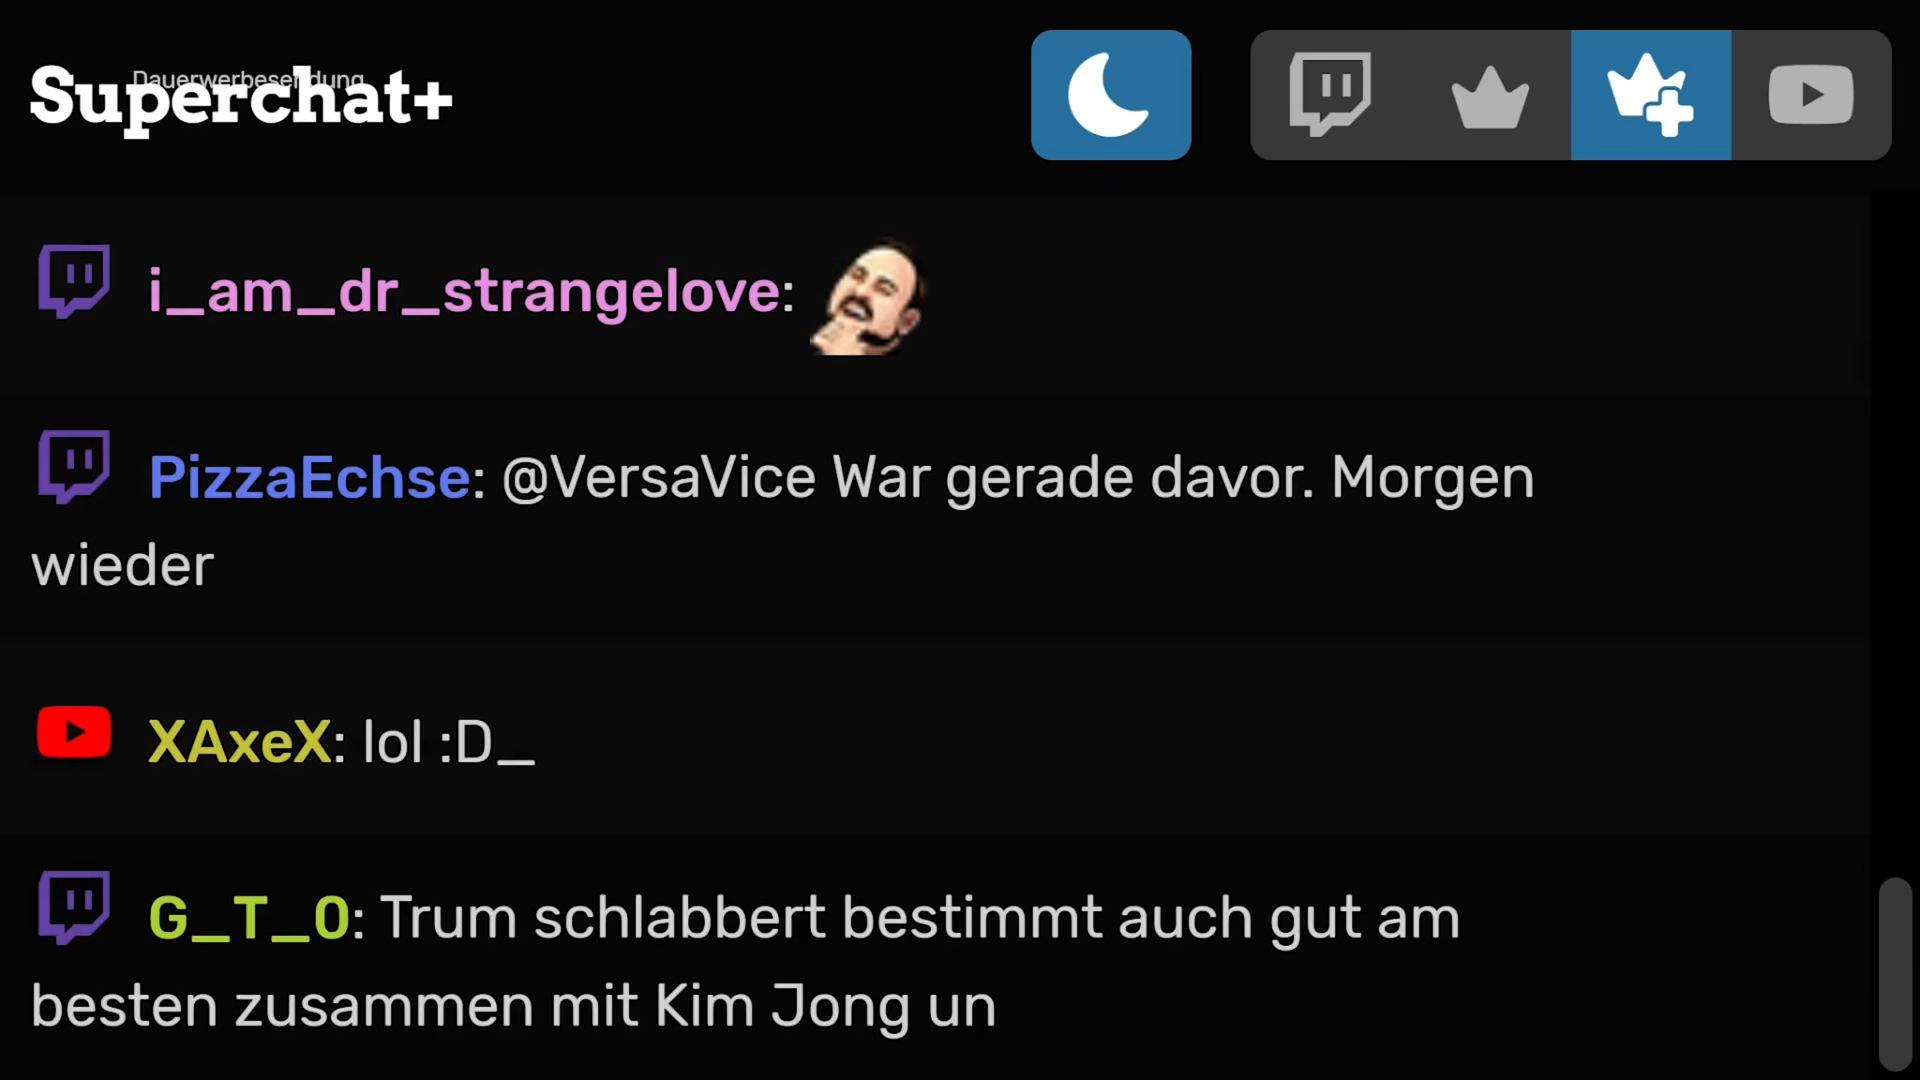 Dauerwerbesendung
Superchat+
i_am_dr_strangelove:
PizzaEchse: @VersaVice War gerade davor. Morgen
wieder
XAxeX: lol :D_
G_T_0: Trum schlabbert bestimmt auch gut am
besten zusammen mit Kim Jong un